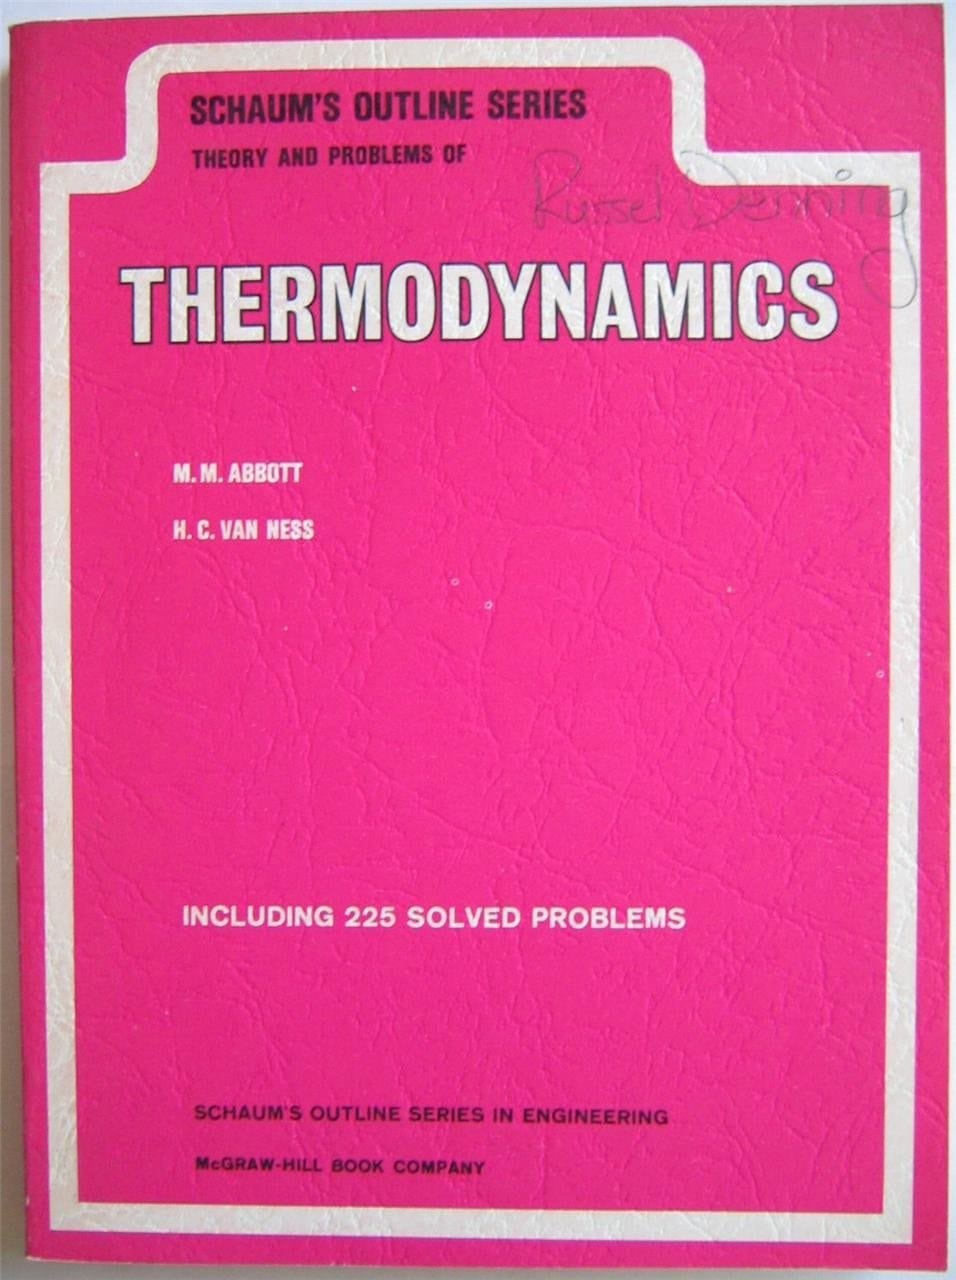 SCHAUM'S OUTLINE SERIES
THEORY AND PROBLEMS OF
Russel Denning
THERMODYNAMICS
M. M. ABBOTT
H. C. VAN NESS
INCLUDING 225 SOLVED PROBLEMS
SCHAUM'S OUTLINE SERIES IN ENGINEERING
McGRAW-HILL BOOK COMPANY